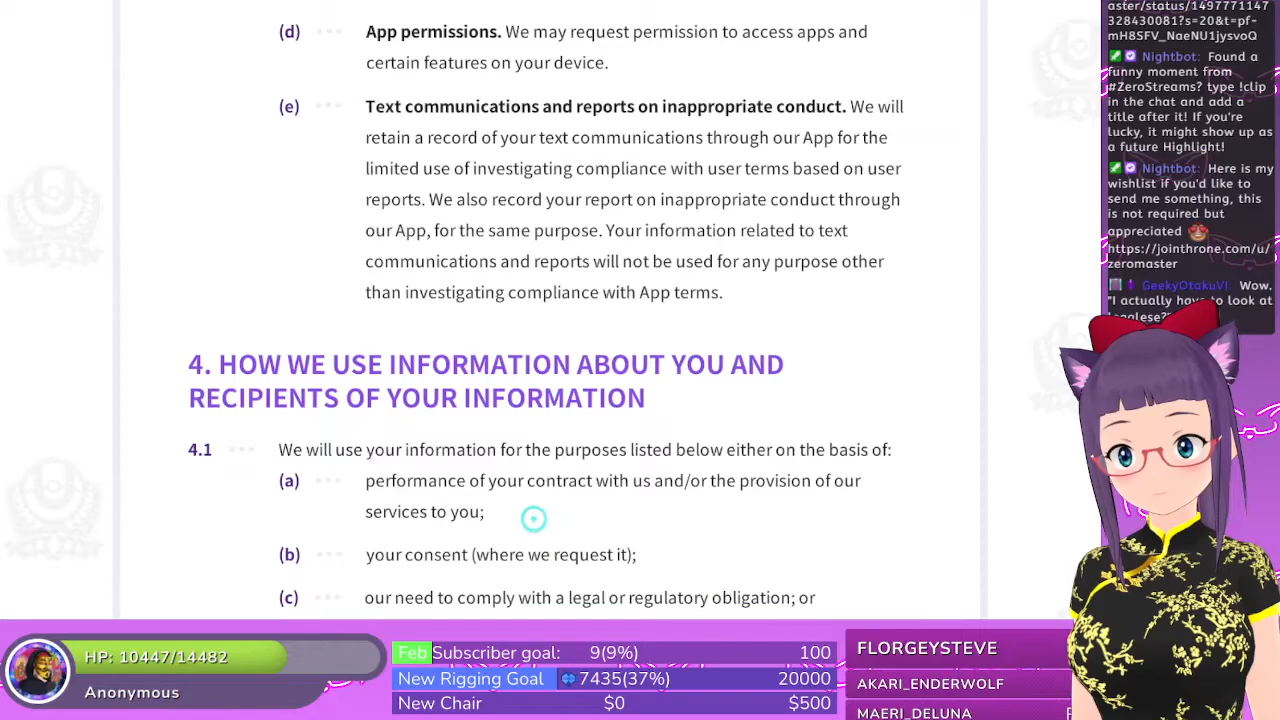 (d) App permissions. We may request permission to access apps and
certain features on your device.
(e) Text communications and reports on inappropriate conduct. We will
retain a record of your text communications through our App for the
limited use of investigating compliance with user terms based on user
reports. We also record your report on inappropriate conduct through
our App, for the same purpose. Your information related to text
communications and reports will not be used for any purpose other
than investigating compliance with App terms.
4. HOW WE USE INFORMATION ABOUT YOU AND
RECIPIENTS OF YOUR INFORMATION
4.1 We will use your information for the purposes listed below either on the basis of:
(a) performance of your contract with us and/or the provision of our
services to you;
(b) your consent (where we request it);
(c) our need to comply with a legal or regulatory obligation; or
aster/status/1497771147
328430081?s=20&t=pf-
mH8SFV_NaeNU1jysvoQ
Nightbot: Found a
funny moment from
#ZeroStreams? type !clip
in the chat and add a
title after it! If you're
lucky, it might show up as
a future Highlight!
Nightbot: Here is my
wishlist if you'd like to
send me something, this
is not required but
appreciated
https://jointhrone.com/u/
zeromaster
GeekyOtakuVI: Wow.
"I actually have to look at
HP: 10447/14482
Anonymous
Feb Subscriber goal: 9(9%) 100
New Rigging Goal 7435(37%) 20000
New Chair $0 $500
FLORGEYSTEVE
AKARI_ENDERWOLF
MAERI_DELUNA